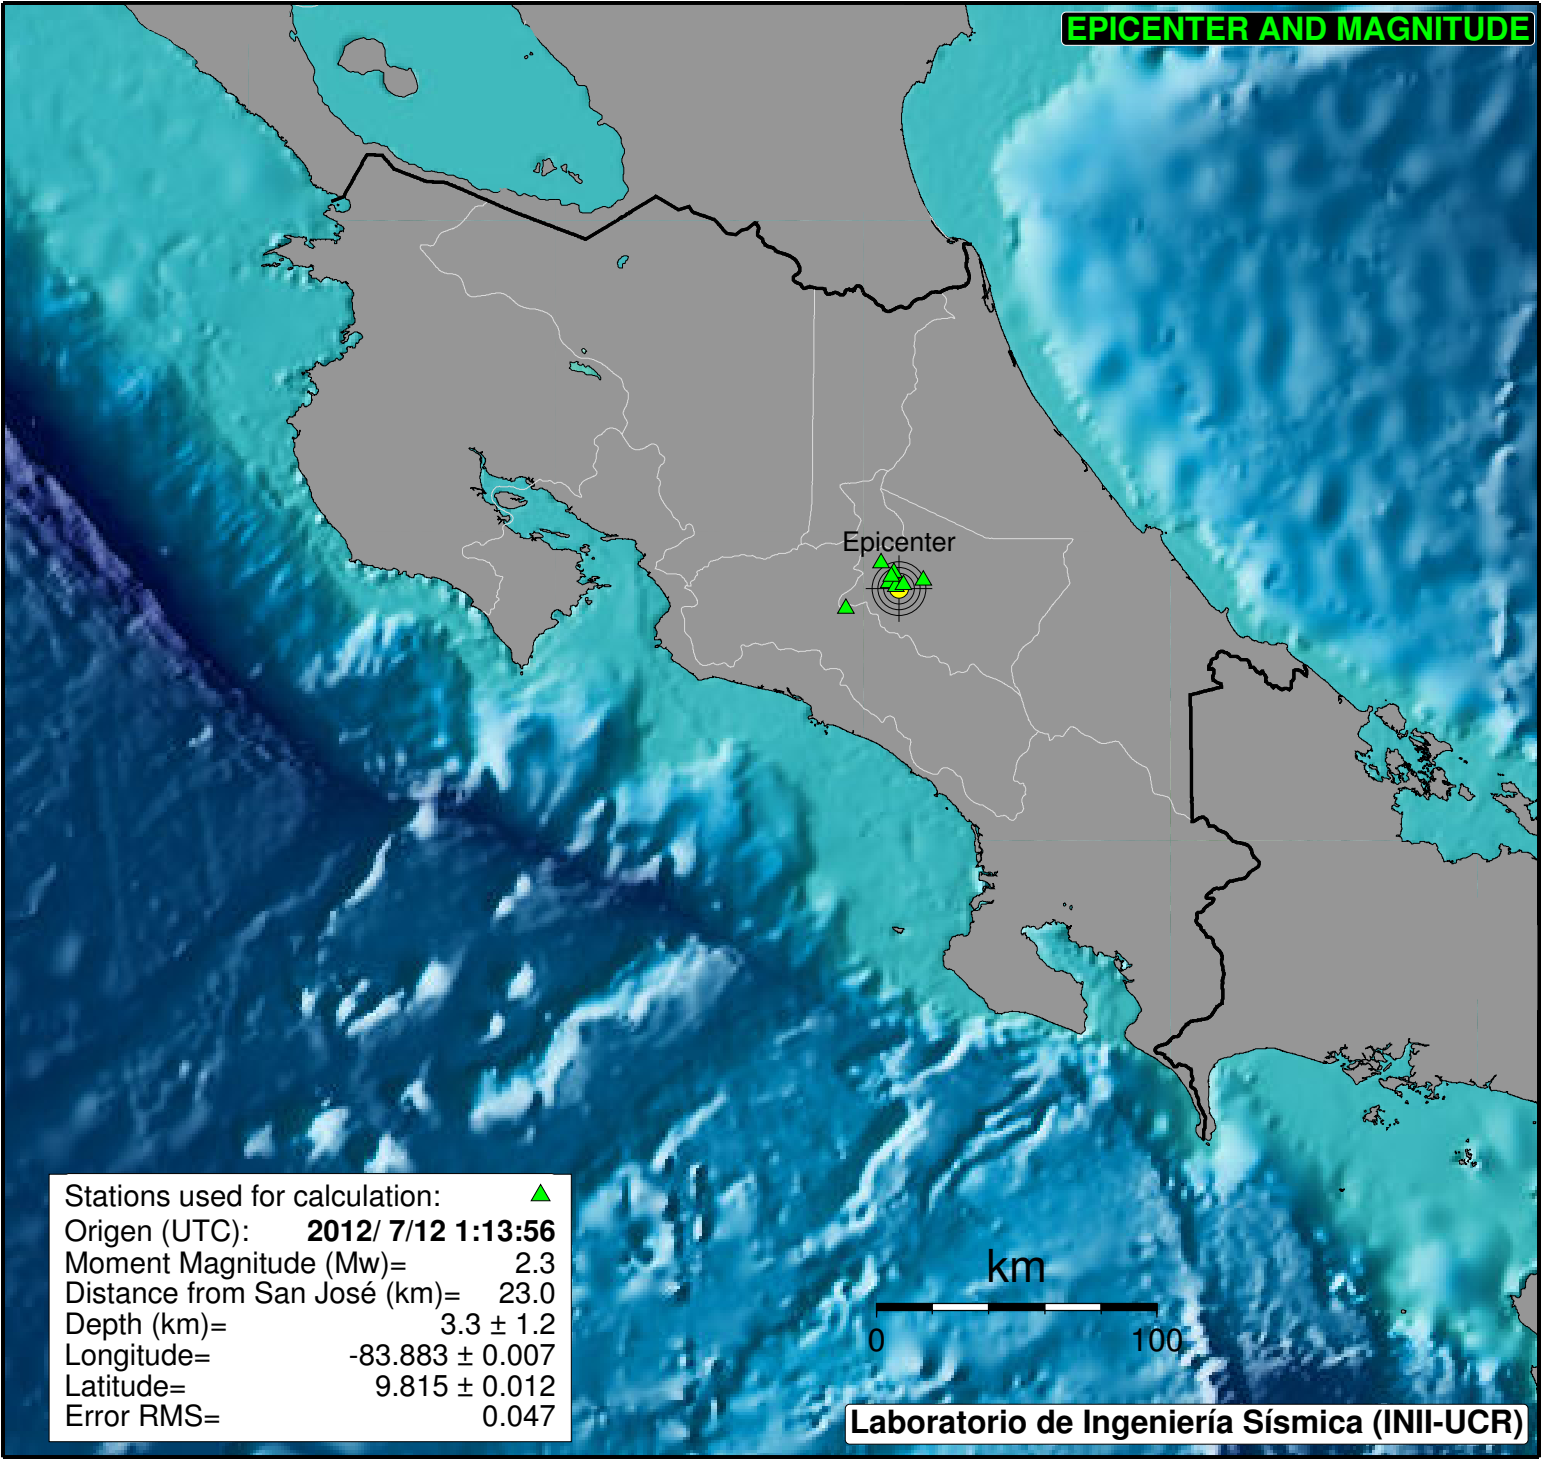 EPICENTER AND MAGNITUDE
Epicenter
Stations used for calculation:
Origen (UTC): 2012/ 7/12 1:13:56
Moment Magnitude (Mw)= 2.3
Distance from San José (km)= 23.0
Depth (km)= 3.3 ± 1.2
Longitude= -83.883 ± 0.007
Latitude= 9.815 ± 0.012
Error RMS= 0.047
km
0 100
Laboratorio de Ingeniería Sísmica (INII-UCR)